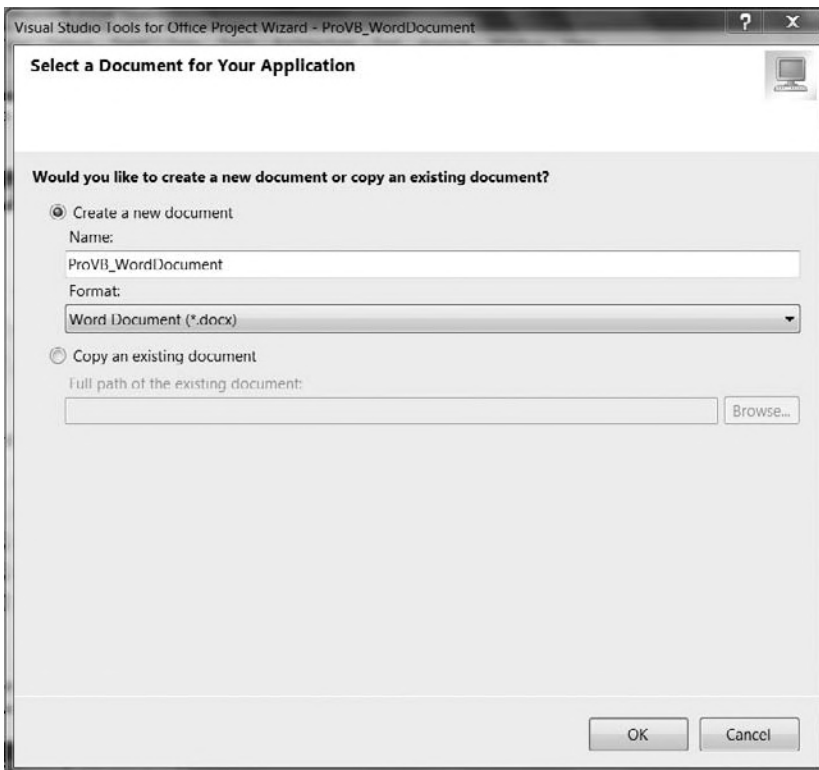 Visual Studio Tools for Office Project Wizard - ProVB_WordDocument
? X
Select a Document for Your Application
Would you like to create a new document or copy an existing document?
Create a new document
Name:
ProVB_WordDocument
Format:
Word Document (*.docx)
Copy an existing document
Full path of the existing document:
Browse...
OK Cancel